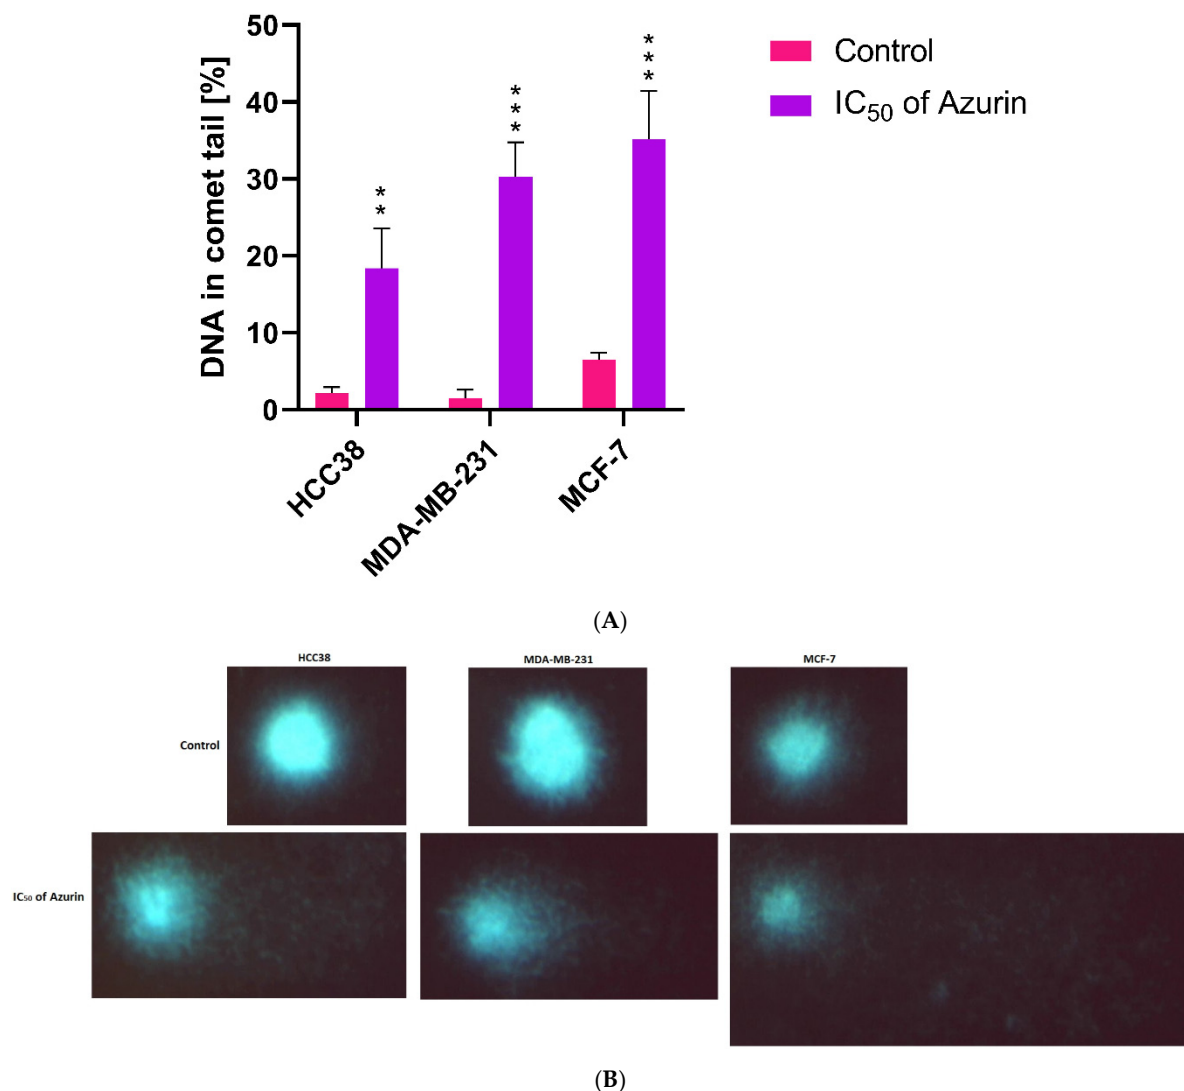 DNA in comet tail [%]
50
40
30
20
10
0
**
***
***
HCC38
MDA-MB-231
MCF-7
Control
IC₅₀ of Azurin
(A)
HCC38
MDA-MB-231
MCF-7
Control
IC₅₀ of Azurin
(B)